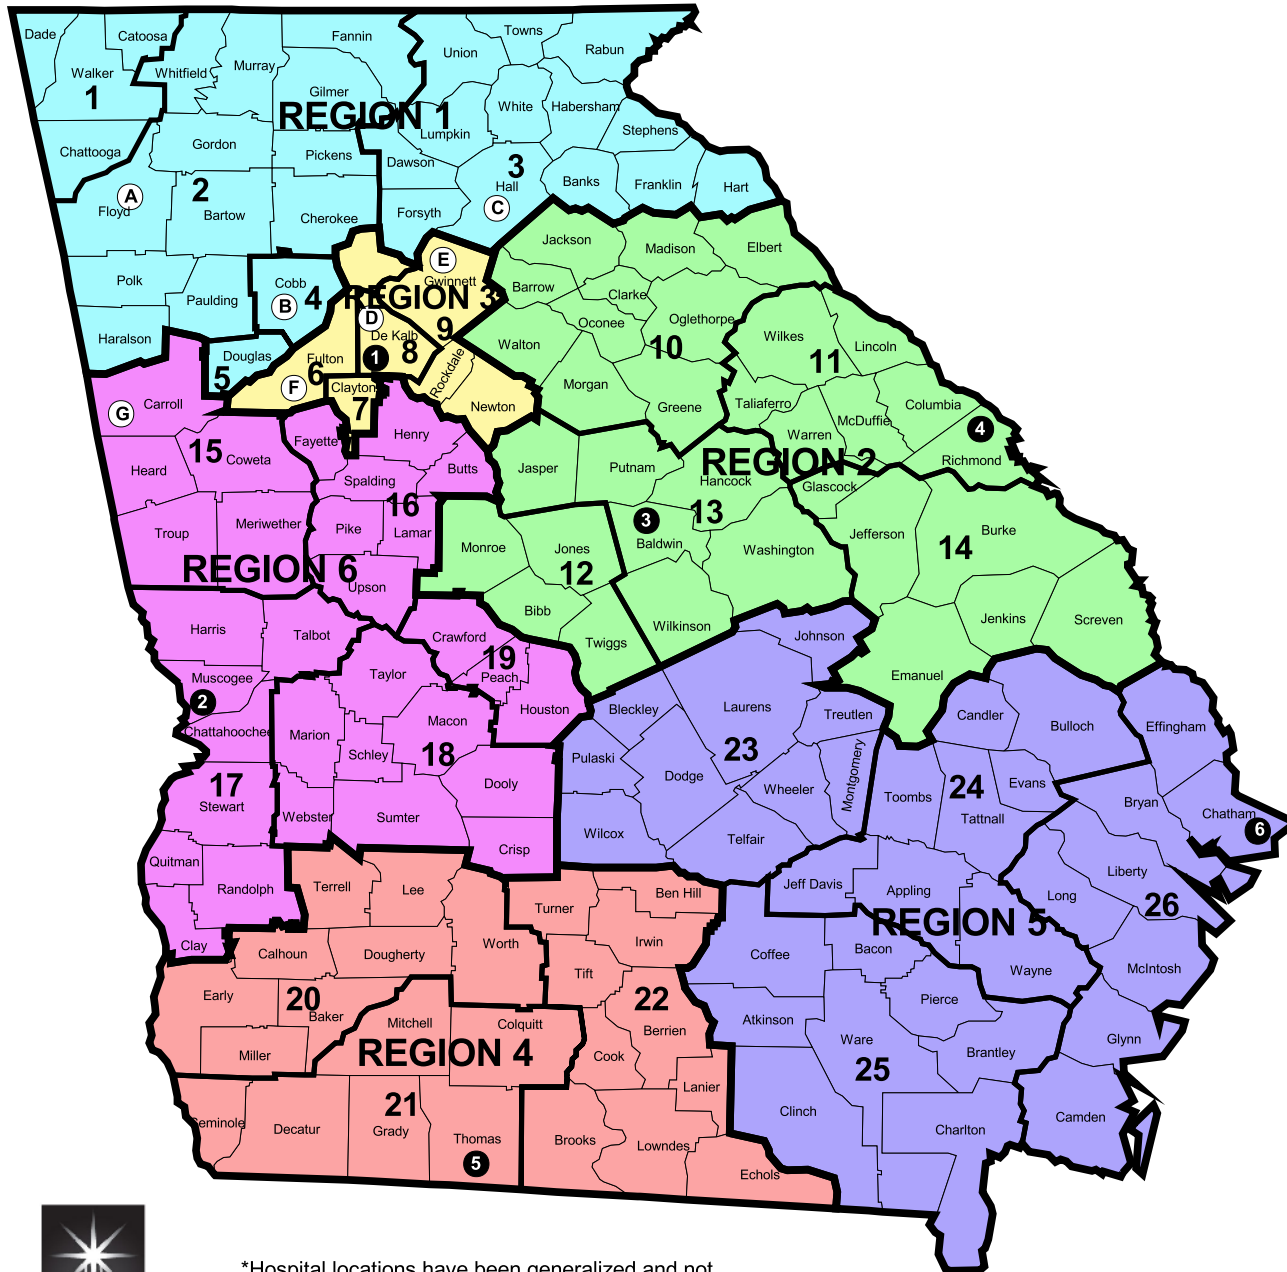 Dade
Catoosa
Fannin
Towns
Union
Rabun
Walker
Whitfield
Murray
1
Gilmer
White
Habersham
REGION 1
Lumpkin
Stephens
Chattooga
Gordon
Pickens
Dawson
3
Hall
Banks
Franklin
Hart
A
Floyd
2
Bartow
Cherokee
Forsyth
C
Jackson
Madison
Elbert
Polk
Paulding
Cobb
B
4
E
Gwinnett
REGION 3
Barrow
Clarke
Oconee
Oglethorpe
D
9
Haralson
Douglas
5
Fulton
6
F
De Kalb
8
1
Rockdale
Walton
10
Wilkes
Lincoln
11
Clayton
7
Newton
Morgan
Greene
Taliaferro
McDuffie
Columbia
G
Carroll
4
Richmond
Warren
15
Coweta
Fayette
Henry
Heard
Spalding
Butts
Jasper
Putnam
REGION 2
Hancock
Glascock
16
Troup
Meriwether
Pike
Lamar
3
Baldwin
13
Monroe
Jones
12
Washington
Jefferson
14
Burke
REGION 6
Upson
Bibb
Twiggs
Wilkinson
Jenkins
Screven
Harris
Talbot
Crawford
19
Peach
Johnson
Emanuel
Muscogee
2
Taylor
Houston
Bleckley
Laurens
Treutlen
Candler
Bulloch
Effingham
Chattahoochee
Marion
Macon
Schley
18
Pulaski
23
Dodge
Montgomery
17
Stewart
Webster
Sumter
Dooly
Wheeler
Toombs
24
Evans
Tattnall
Bryan
Chatham
6
Crisp
Wilcox
Telfair
Quitman
Randolph
Terrell
Lee
Jeff Davis
Appling
Long
Liberty
26
Clay
Turner
Ben Hill
REGION 5
Calhoun
Dougherty
Worth
Irwin
Coffee
Bacon
Wayne
McIntosh
Early
20
Baker
Tift
22
Pierce
Mitchell
Colquitt
Berrien
Atkinson
Ware
Brantley
Glynn
Miller
REGION 4
Cook
25
Lanier
Seminole
Decatur
21
Grady
Thomas
5
Brooks
Lowndes
Clinch
Charlton
Camden
Echols
*Hospital locations have been generalized and not